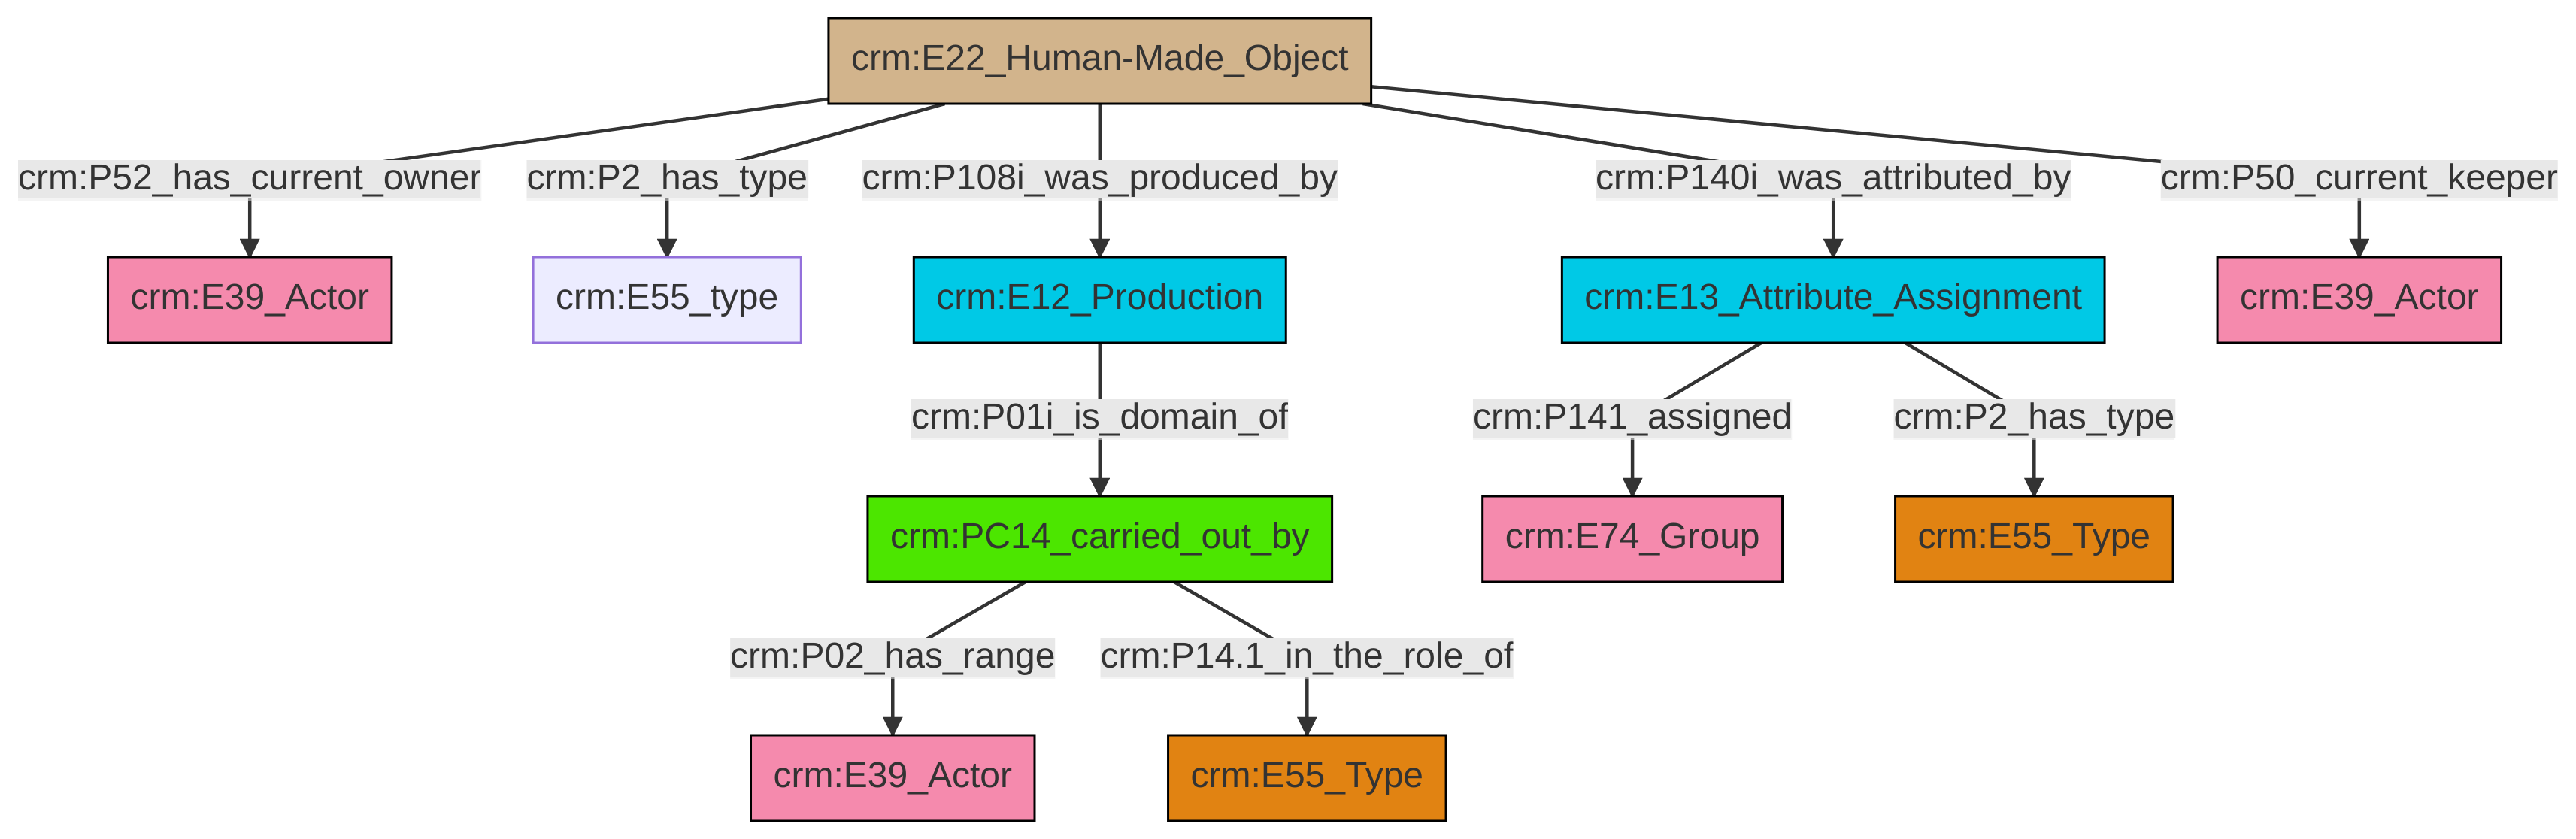 crm:E22_Human-Made_Object
crm:P52_has_current_owner
crm:P2_has_type
crm:P108i_was_produced_by
crm:P140i_was_attributed_by
crm:P50_current_keeper
crm:E39_Actor
crm:E55_type
crm:E12_Production
crm:E13_Attribute_Assignment
crm:E39_Actor
crm:P01i_is_domain_of
crm:P141_assigned
crm:P2_has_type
crm:PC14_carried_out_by
crm:E74_Group
crm:E55_Type
crm:P02_has_range
crm:P14.1_in_the_role_of
crm:E39_Actor
crm:E55_Type